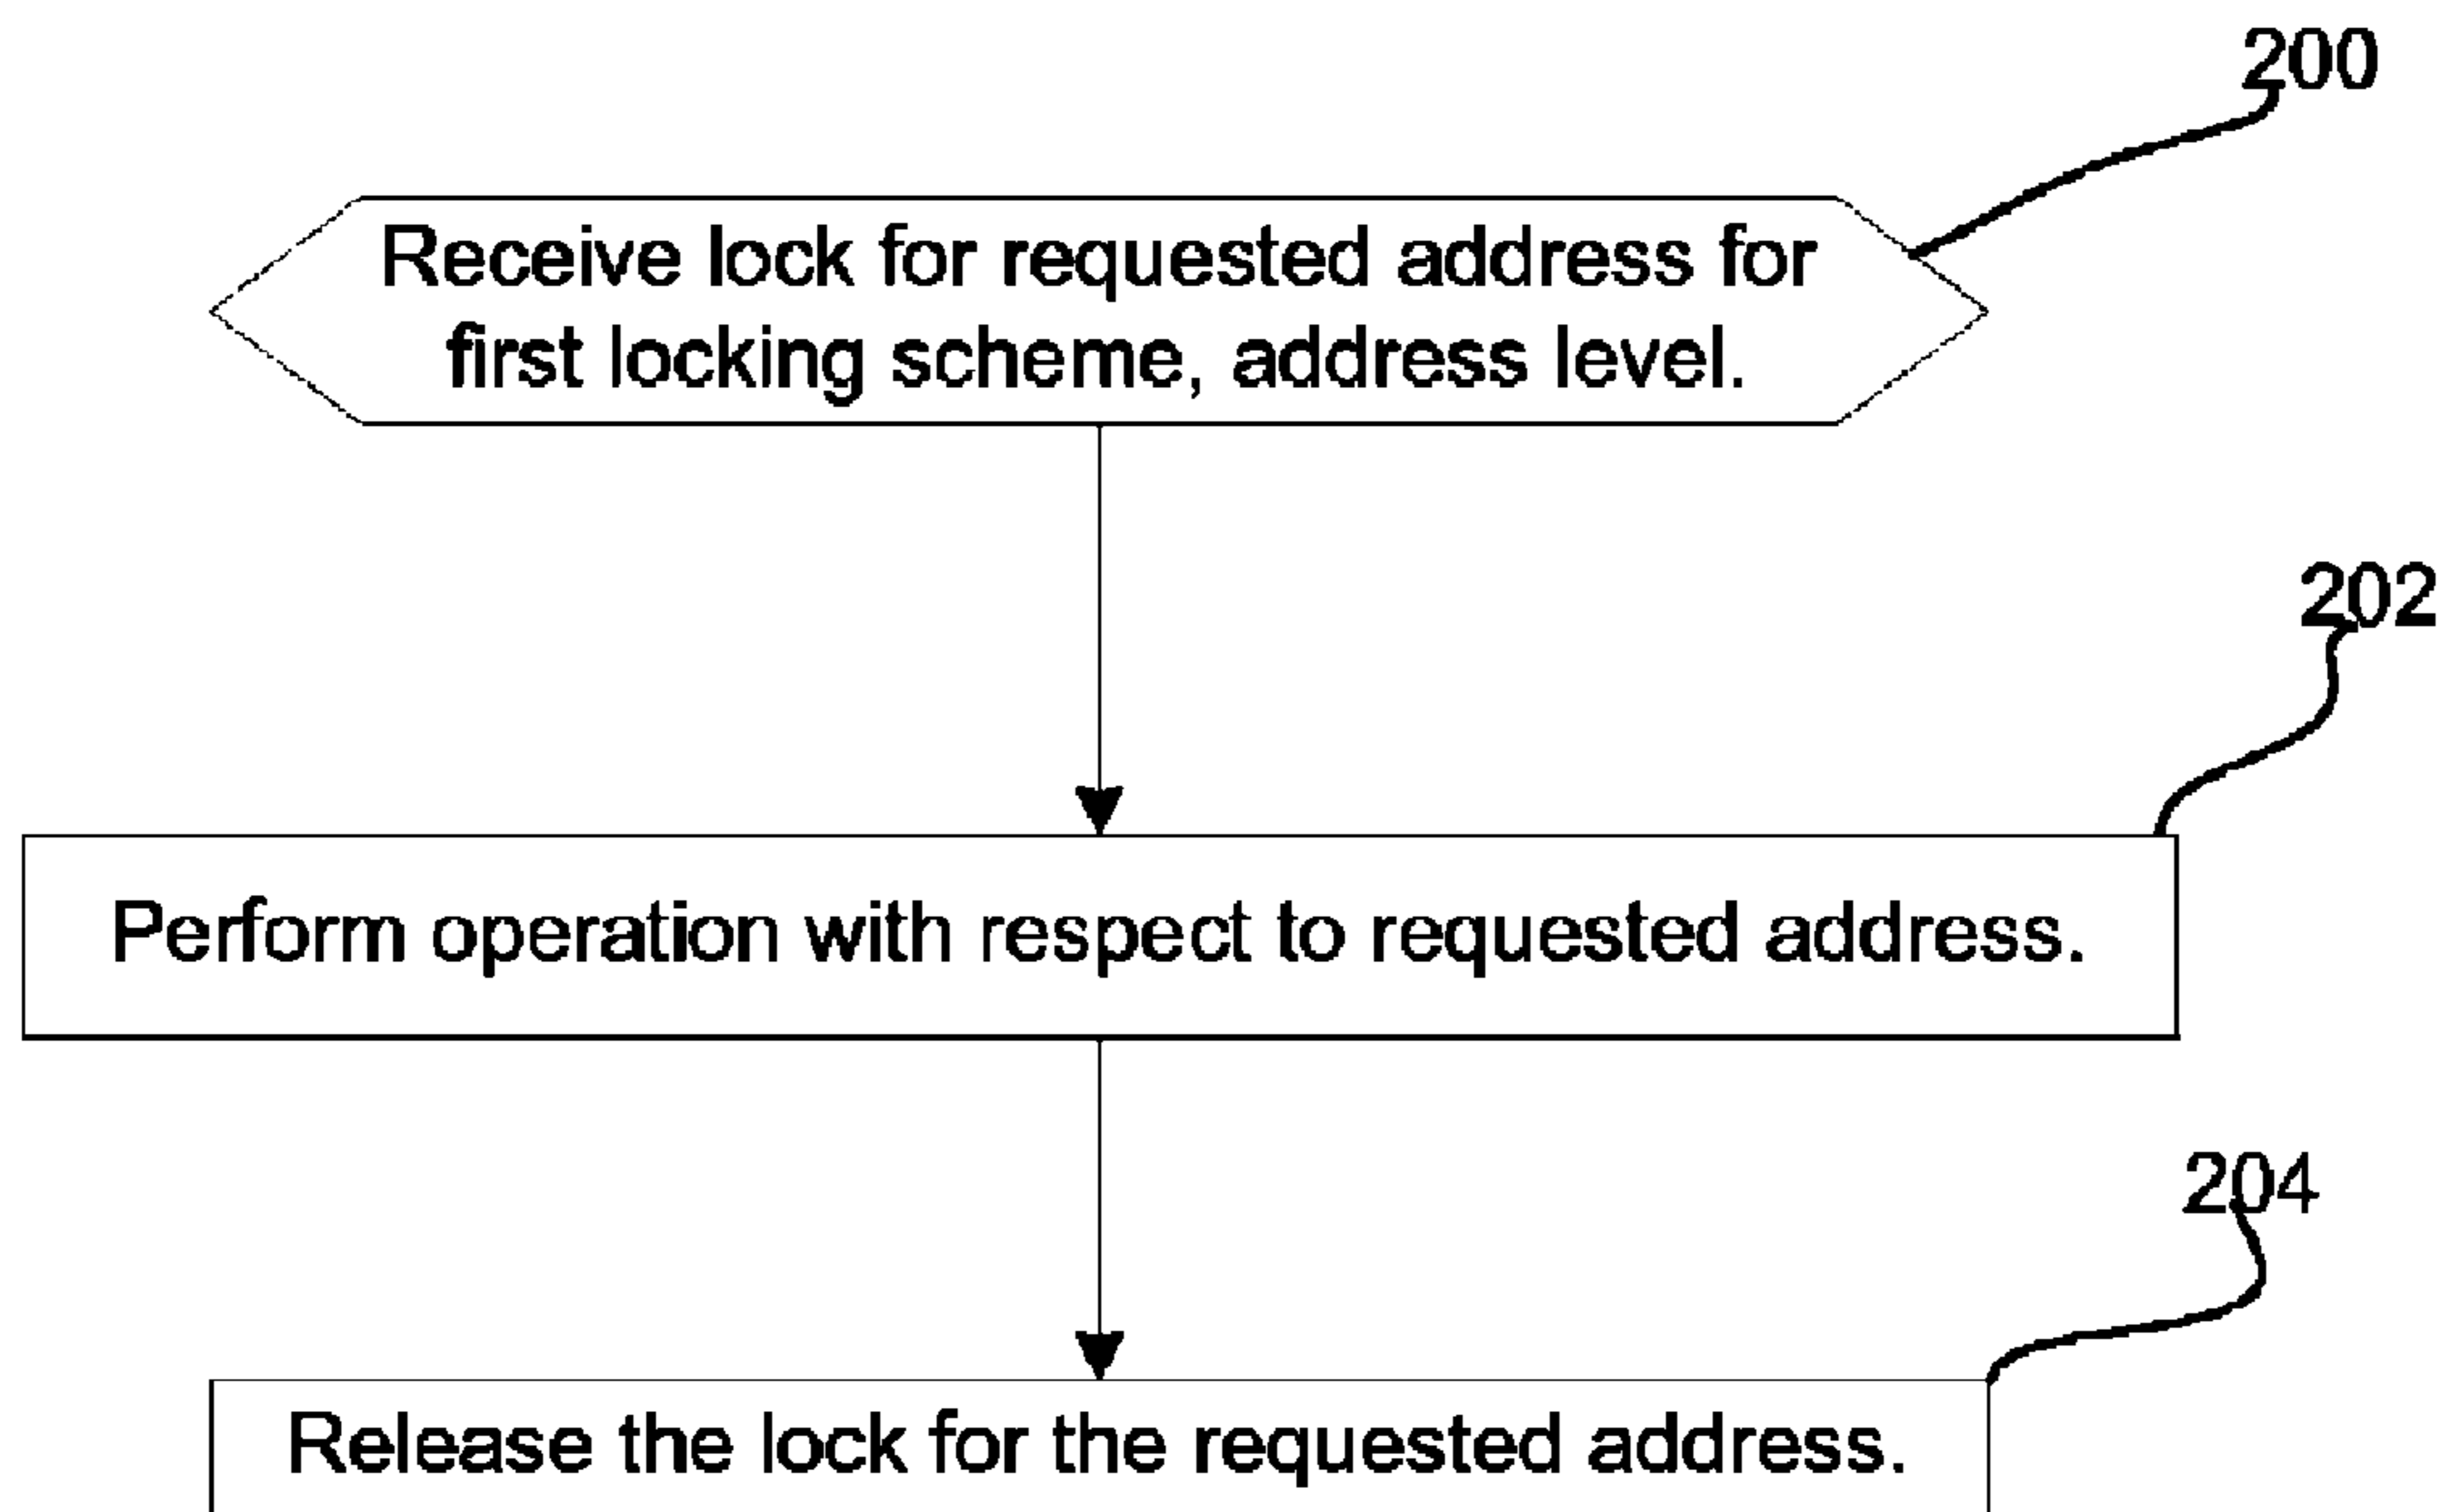 200
Receive lock for requested address for
first locking scheme, address level.
202
Perform operation with respect to requested address.
204
Release the lock for the requested address.